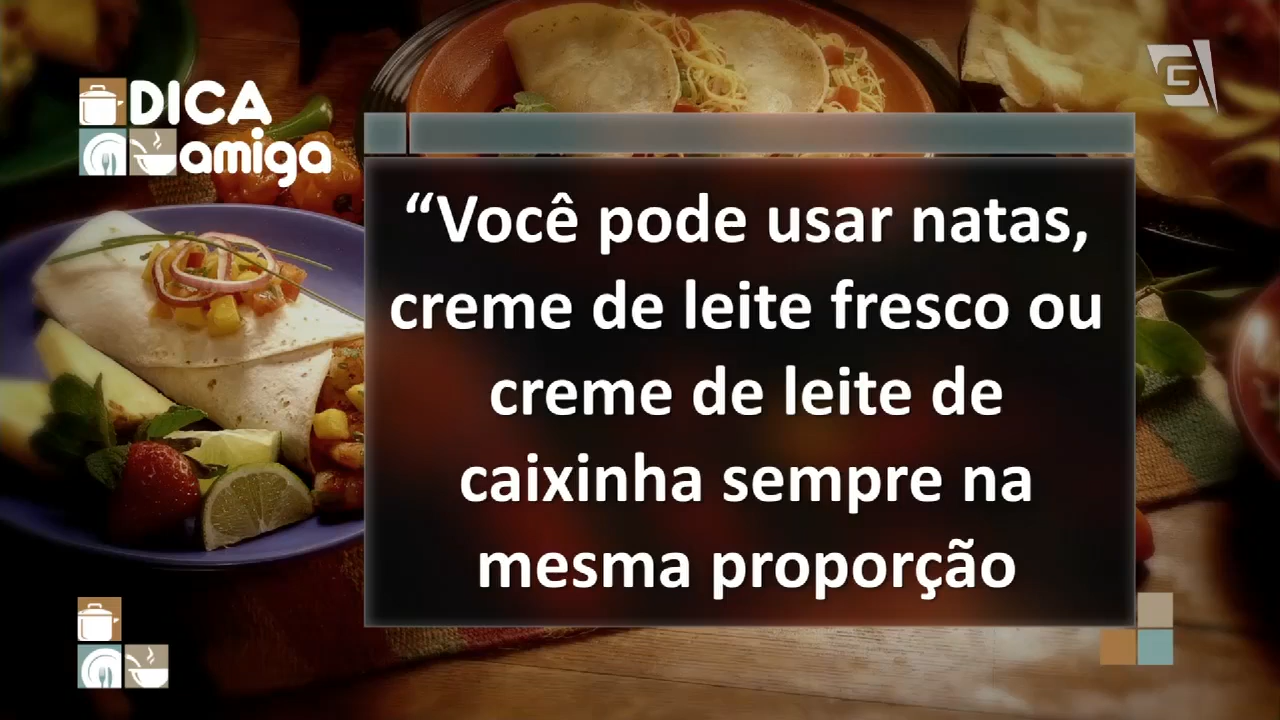 DICA
amiga
G
“Você pode usar natas,
creme de leite fresco ou
creme de leite de
caixinha sempre na
mesma proporção